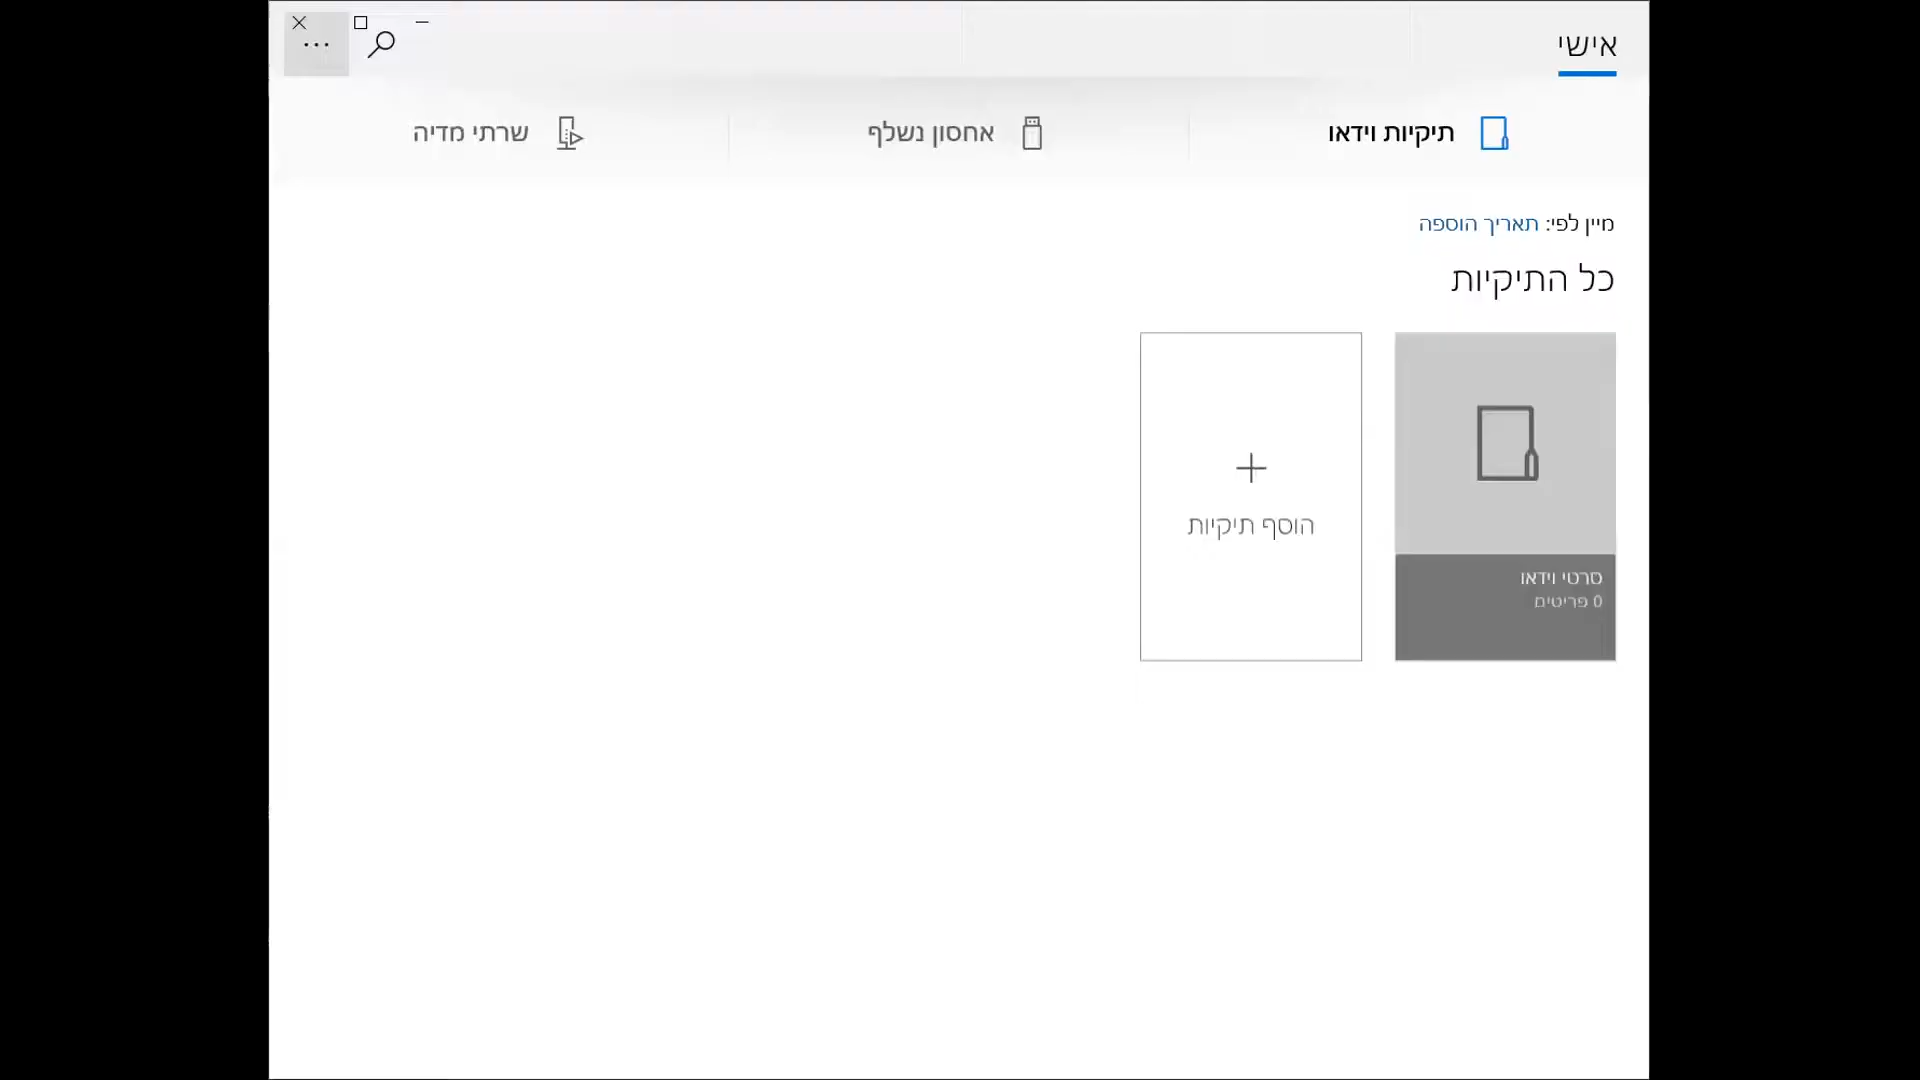 אישי
תיקיות וידאו
אחסון נשלף
שרתי מדיה
מיין לפי: תאריך הוספה
כל התיקיות
סרטי וידאו
0 פריטים
הוסף תיקיות